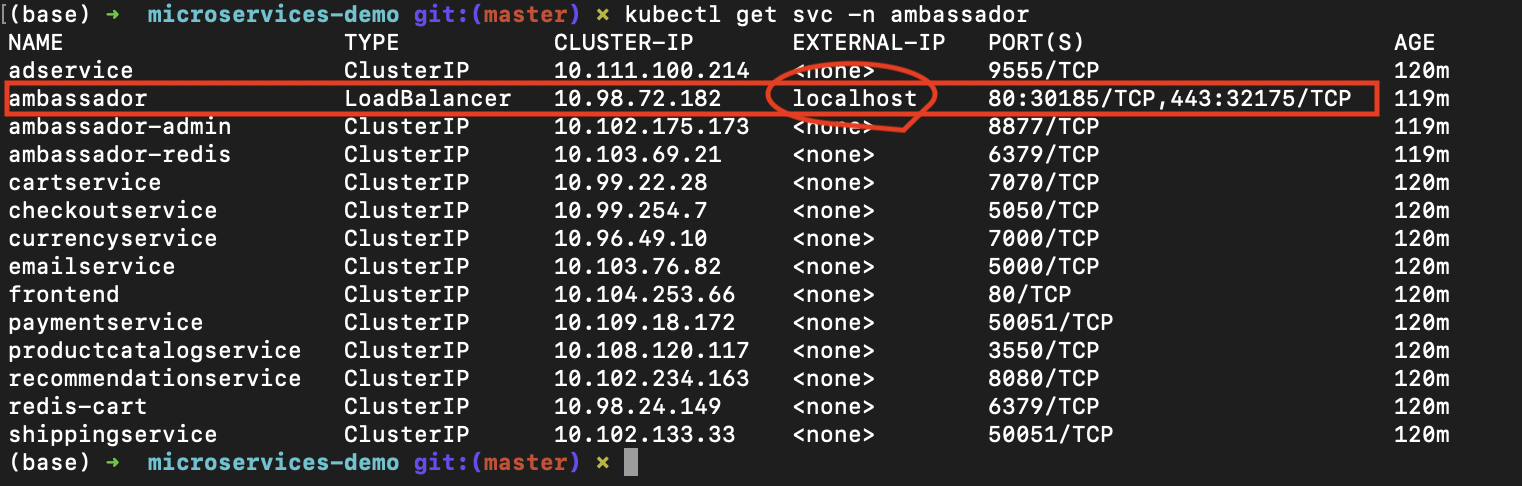 (base) ➜ microservices-demo git:(master) ✗ kubectl get svc -n ambassador
NAME TYPE CLUSTER-IP EXTERNAL-IP PORT(S) AGE
adservice ClusterIP 10.111.100.214 <none> 9555/TCP 120m
ambassador LoadBalancer 10.98.72.182 localhost 80:30185/TCP,443:32175/TCP 119m
ambassador-admin ClusterIP 10.102.175.173 <none> 8877/TCP 119m
ambassador-redis ClusterIP 10.103.69.21 <none> 6379/TCP 119m
cartservice ClusterIP 10.99.22.28 <none> 7070/TCP 120m
checkoutservice ClusterIP 10.99.254.7 <none> 5050/TCP 120m
currencyservice ClusterIP 10.96.49.10 <none> 7000/TCP 120m
emailservice ClusterIP 10.103.76.82 <none> 5000/TCP 120m
frontend ClusterIP 10.104.253.66 <none> 80/TCP 120m
paymentservice ClusterIP 10.109.18.172 <none> 50051/TCP 120m
productcatalogservice ClusterIP 10.108.120.117 <none> 3550/TCP 120m
recommendationservice ClusterIP 10.102.234.163 <none> 8080/TCP 120m
redis-cart ClusterIP 10.98.24.149 <none> 6379/TCP 120m
shippingservice ClusterIP 10.102.133.33 <none> 50051/TCP 120m
(base) ➜ microservices-demo git:(master) ✗